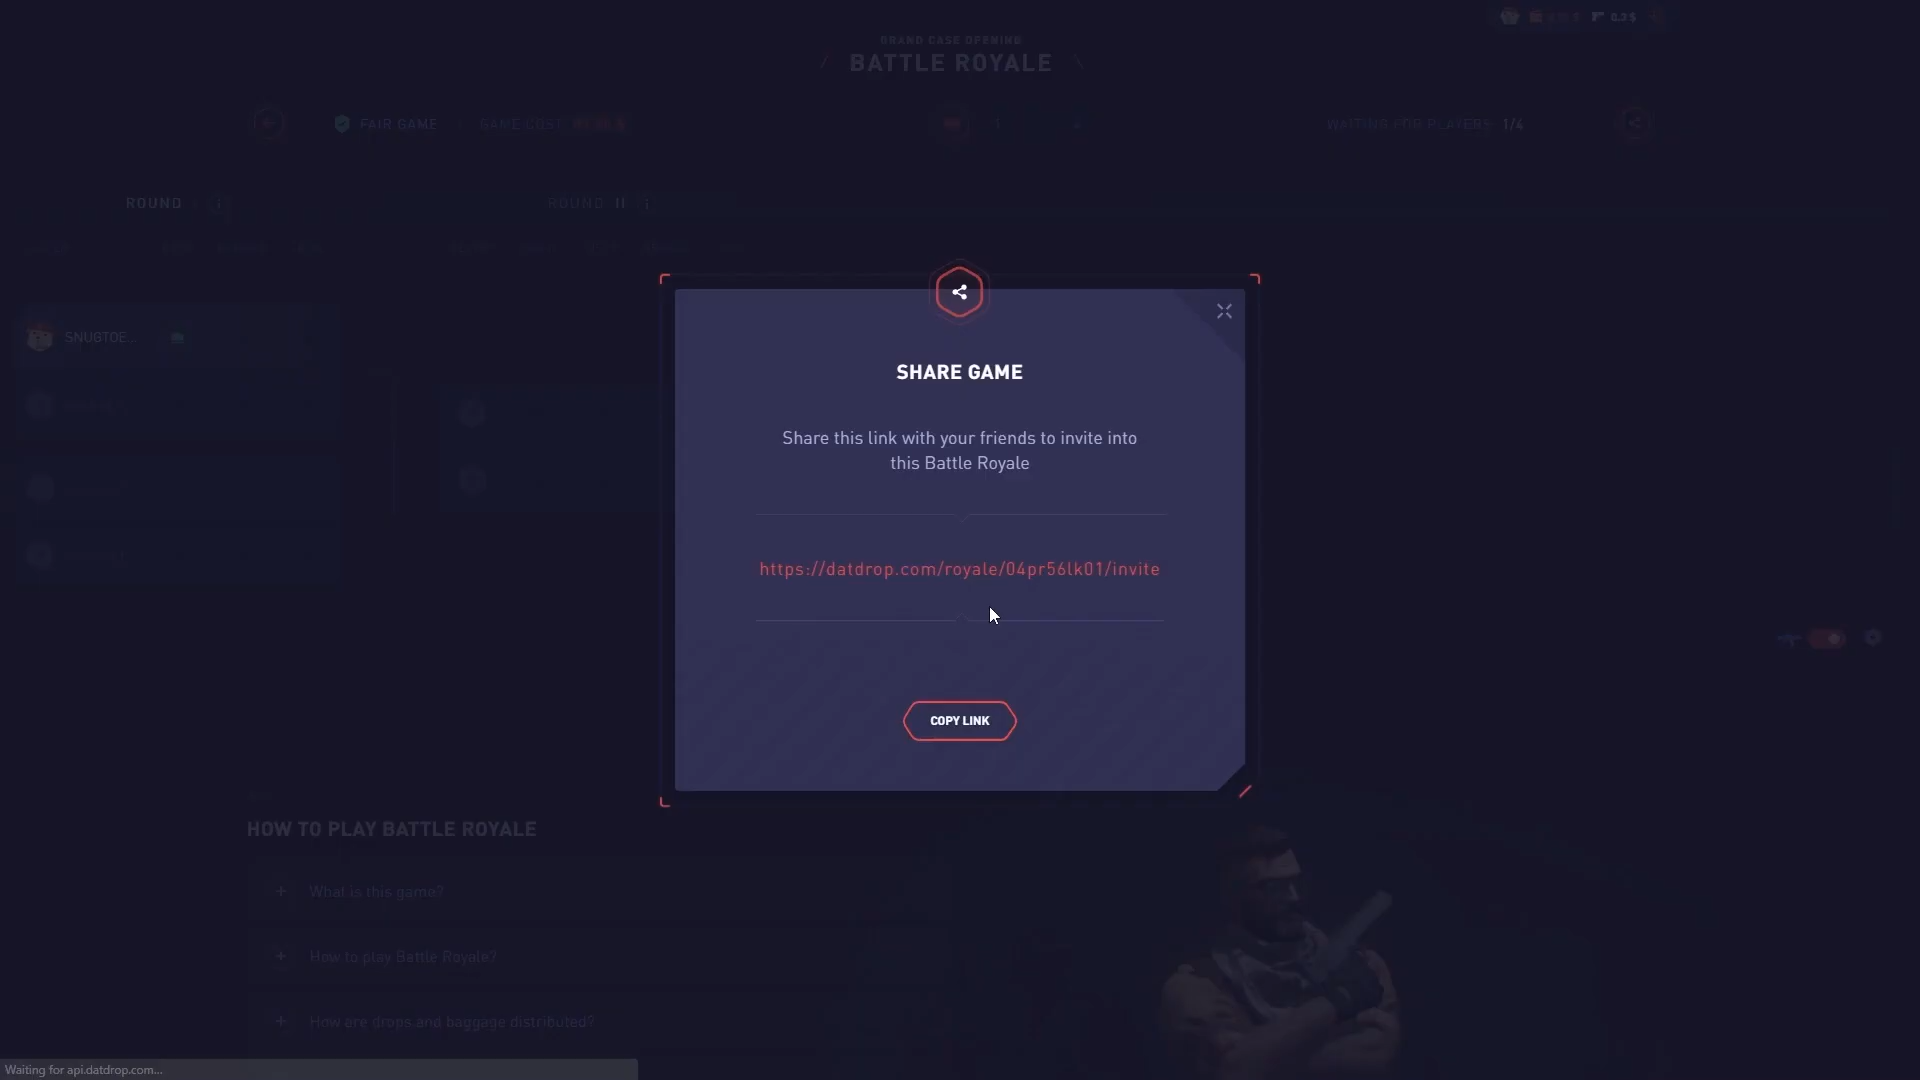 0.3 $
GRAND CASE OPENING
BATTLE ROYALE
FAIR GAME
GAME COST
1
WAITING FOR PLAYERS 1/4
ROUND
ROUND II
SNUGTOE...
SHARE GAME
Share this link with your friends to invite into
this Battle Royale
https://datdrop.com/royale/04pr56lk01/invite
COPY LINK
HOW TO PLAY BATTLE ROYALE
+ What is this game?
+ How to play Battle Royale?
+ How are drops and baggage distributed?
Waiting for api.datdrop.com...